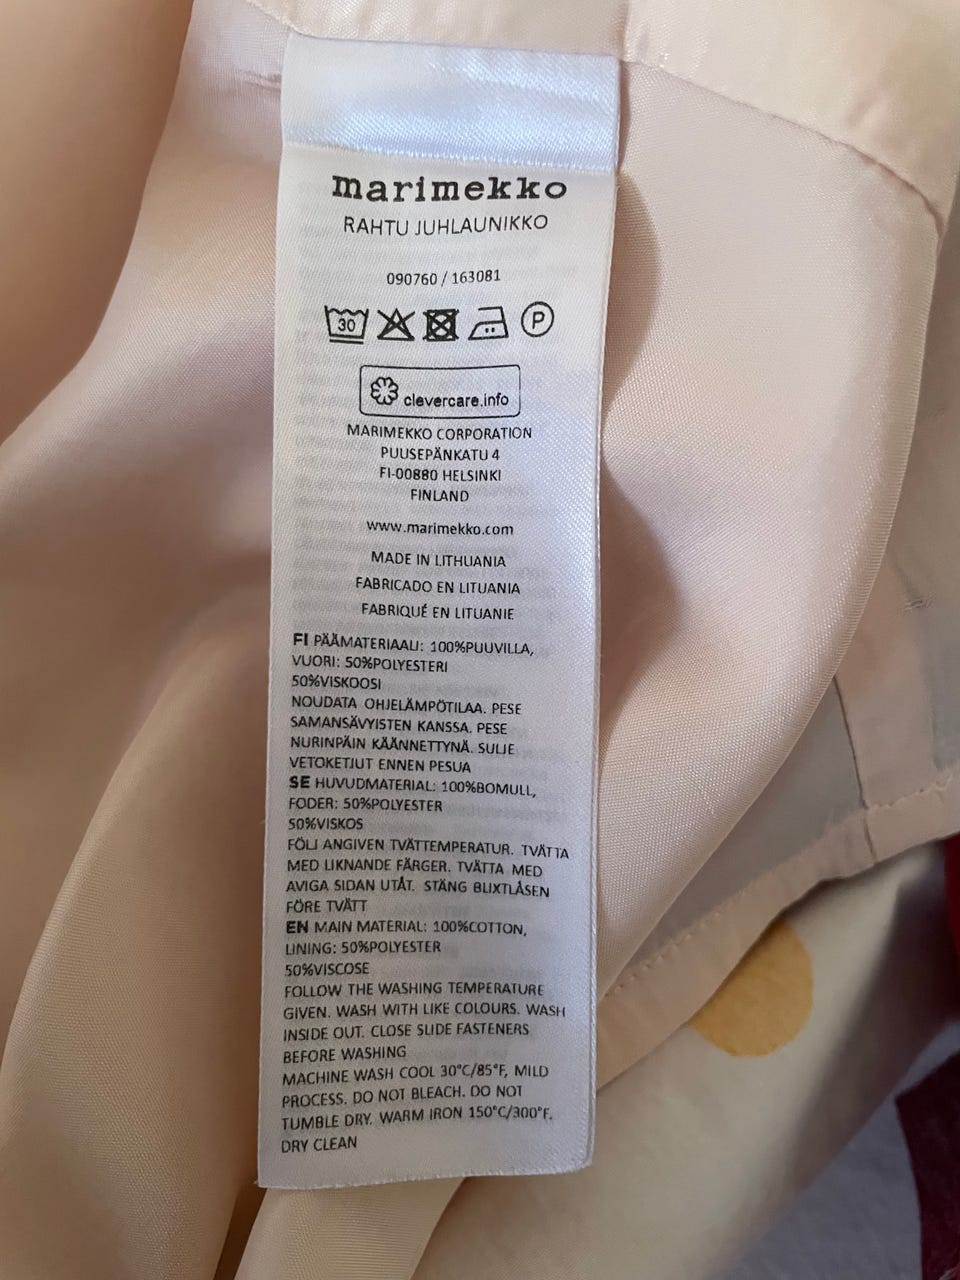 marimekko
RAHTU JUHLAUNIKKO
090760 / 163081
30 P
clevercare.info
MARIMEKKO CORPORATION
PUUSEPÄNKATU 4
FI-00880 HELSINKI
FINLAND
www.marimekko.com
MADE IN LITHUANIA
FABRICADO EN LITUANIA
FABRIQUÉ EN LITUANIE
FI PÄÄMATERIAALI: 100%PUUVILLA,
VUORI: 50%POLYESTERI
50%VISKOOSI
NOUDATA OHJELÄMPÖTILAA. PESE
SAMANSÄVYISTEN KANSSA. PESE
NURINPÄIN KÄÄNNETTYNÄ. SULJE
VETOKETJUT ENNEN PESUA
SE HUVUDMATERIAL: 100%BOMULL,
FODER: 50%POLYESTER
50%VISKOS
FÖLJ ANGIVEN TVÄTTEMPERATUR. TVÄTTA
MED LIKNANDE FÄRGER. TVÄTTA MED
AVIGA SIDAN UTÅT. STÄNG BLIXTLÅSEN
FÖRE TVÄTT
EN MAIN MATERIAL: 100%COTTON,
LINING: 50%POLYESTER
50%VISCOSE
FOLLOW THE WASHING TEMPERATURE
GIVEN. WASH WITH LIKE COLOURS. WASH
INSIDE OUT. CLOSE SLIDE FASTENERS
BEFORE WASHING
MACHINE WASH COOL 30°C/85°F, MILD
PROCESS. DO NOT BLEACH. DO NOT
TUMBLE DRY. WARM IRON 150°C/300°F.
DRY CLEAN